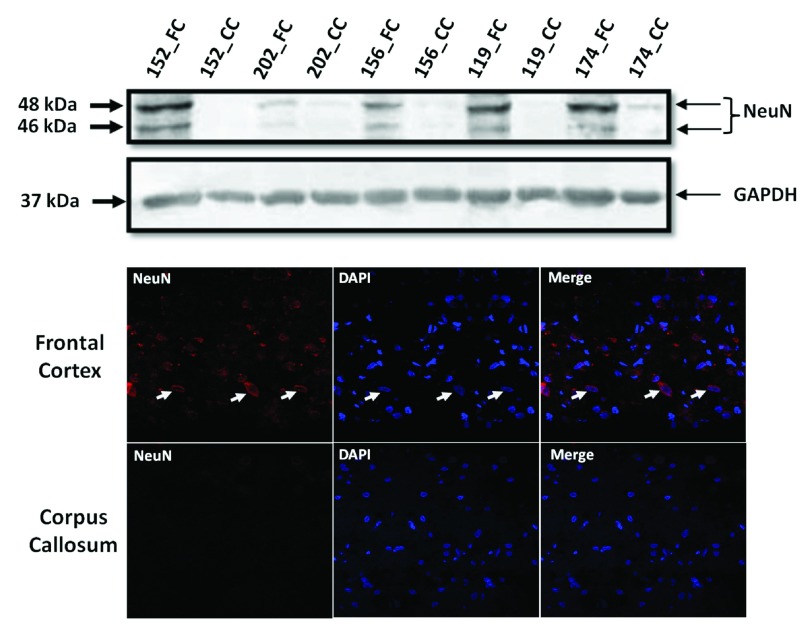 152_FC 152_CC 202_FC 202_CC 156_FC 156_CC 119_FC 119_CC 174_FC 174_CC
48 kDa
46 kDa
NeuN
37 kDa
GAPDH
NeuN DAPI Merge
Frontal
Cortex
NeuN DAPI Merge
Corpus
Callosum